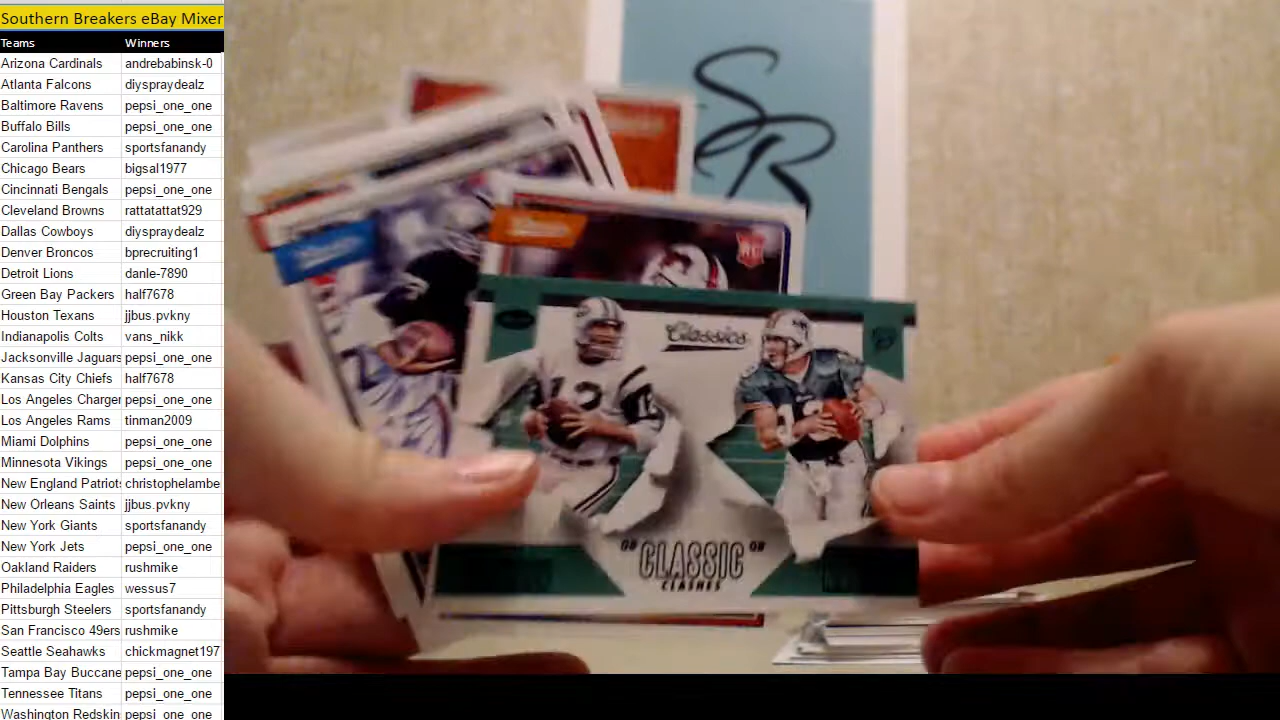 Southern Breakers eBay Mixer
Teams Winners
Arizona Cardinals andrebabinsk-0
Atlanta Falcons diyspraydealz
Baltimore Ravens pepsi_one_one
Buffalo Bills pepsi_one_one
Carolina Panthers sportsfanandy
Chicago Bears bigsal1977
Cincinnati Bengals pepsi_one_one
Cleveland Browns rattatattat929
Dallas Cowboys diyspraydealz
Denver Broncos bprecruiting1
Detroit Lions danle-7890
Green Bay Packers half7678
Houston Texans jjbus.pvkny
Indianapolis Colts vans_nikk
Jacksonville Jaguars pepsi_one_one
Kansas City Chiefs half7678
Los Angeles Charger pepsi_one_one
Los Angeles Rams tinman2009
Miami Dolphins pepsi_one_one
Minnesota Vikings pepsi_one_one
New England Patriots christophelambe
New Orleans Saints jjbus.pvkny
New York Giants sportsfanandy
New York Jets pepsi_one_one
Oakland Raiders rushmike
Philadelphia Eagles wessus7
Pittsburgh Steelers sportsfanandy
San Francisco 49ers rushmike
Seattle Seahawks chickmagnet197
Tampa Bay Buccane pepsi_one_one
Tennessee Titans pepsi_one_one
Washington Redskin pepsi_one_one
SR
RC
Classics
12
13
CLASSIC
CLASHES